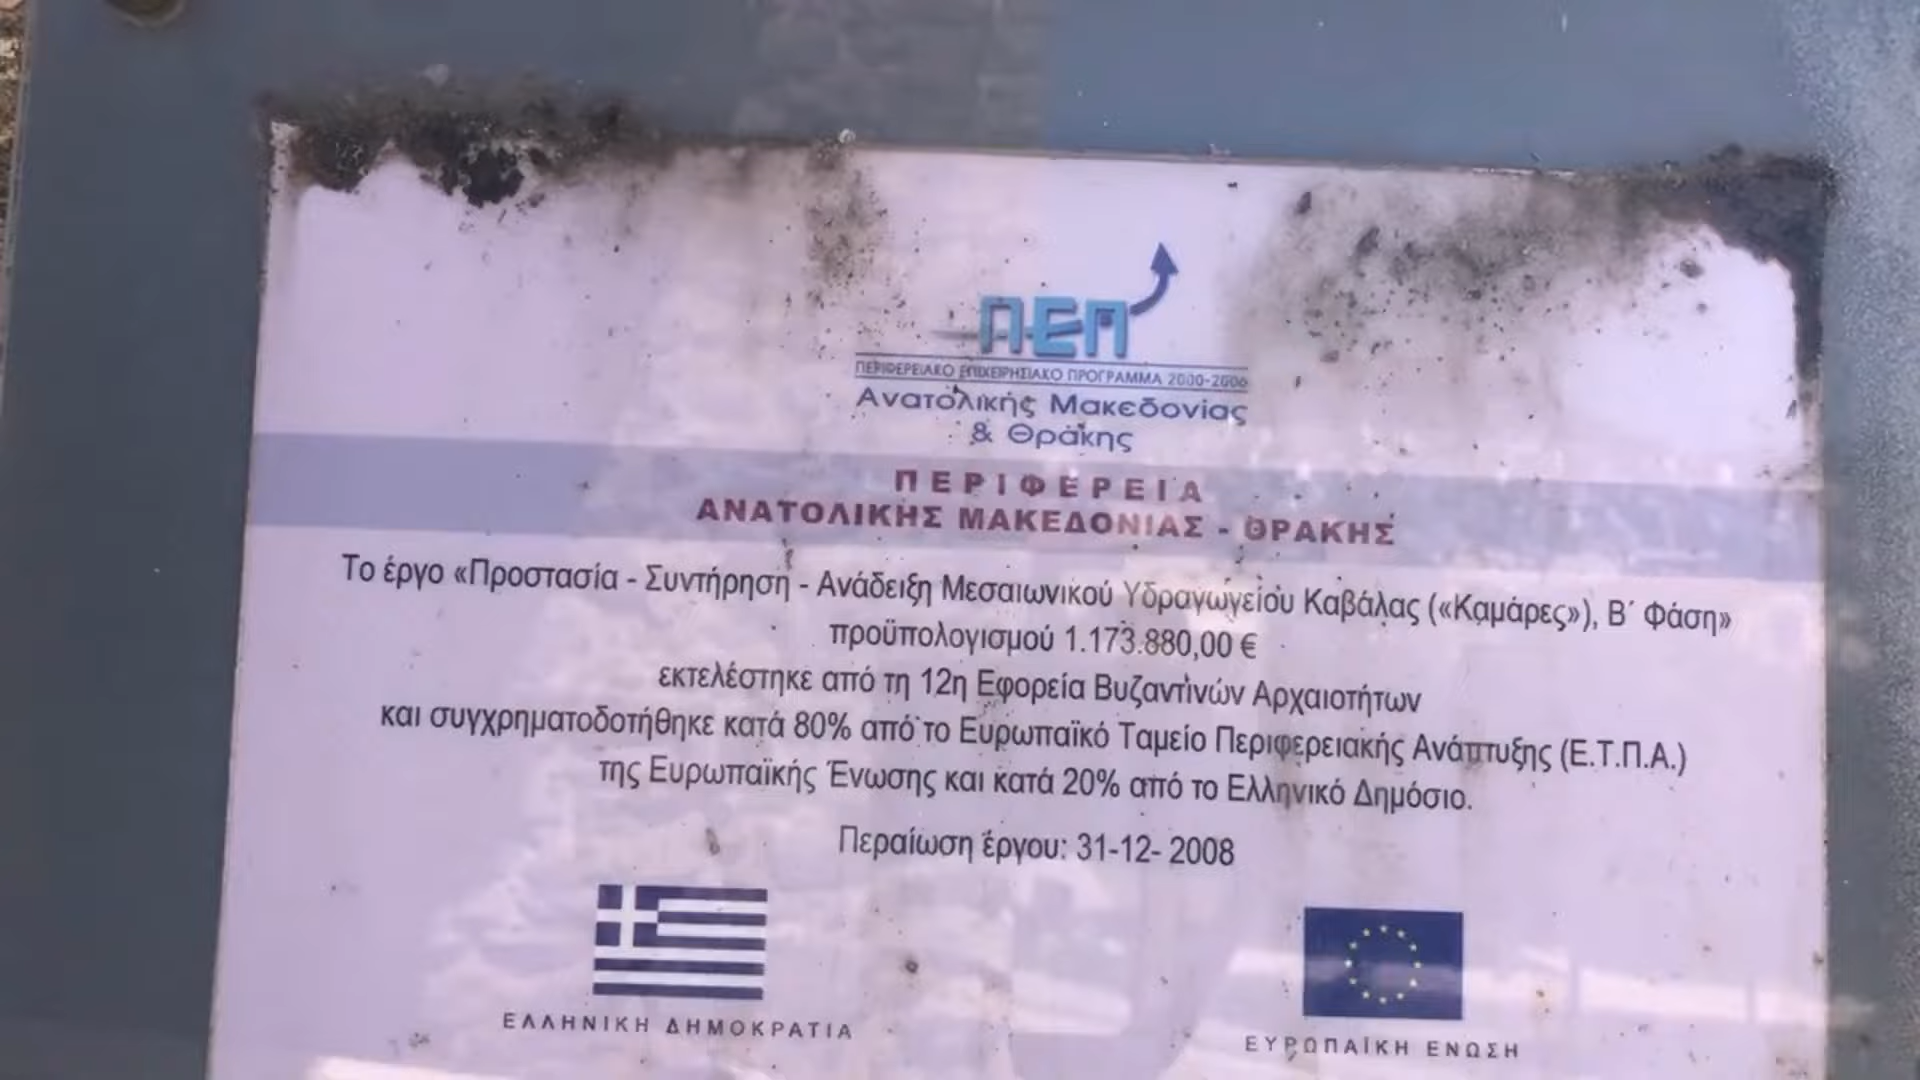 ΠΕΠ
ΠΕΡΙΦΕΡΕΙΑΚΟ ΕΠΙΧΕΙΡΗΣΙΑΚΟ ΠΡΟΓΡΑΜΜΑ 2000-2006
Ανατολικής Μακεδονίας
& Θράκης
ΠΕΡΙΦΕΡΕΙΑ
ΑΝΑΤΟΛΙΚΗΣ ΜΑΚΕΔΟΝΙΑΣ - ΘΡΑΚΗΣ
Το έργο «Προστασία - Συντήρηση - Ανάδειξη Μεσαιωνικού Υδραγωγείου Καβάλας («Καμάρες»), Β΄ Φάση»
προϋπολογισμού 1.173.880,00 €
εκτελέστηκε από τη 12η Εφορεία Βυζαντινών Αρχαιοτήτων
και συγχρηματοδοτήθηκε κατά 80% από το Ευρωπαϊκό Ταμείο Περιφερειακής Ανάπτυξης (Ε.Τ.Π.Α.)
της Ευρωπαϊκής Ένωσης και κατά 20% από το Ελληνικό Δημόσιο.
Περαίωση έργου: 31-12- 2008
ΕΛΛΗΝΙΚΗ ΔΗΜΟΚΡΑΤΙΑ
ΕΥΡΩΠΑΪΚΗ ΕΝΩΣΗ